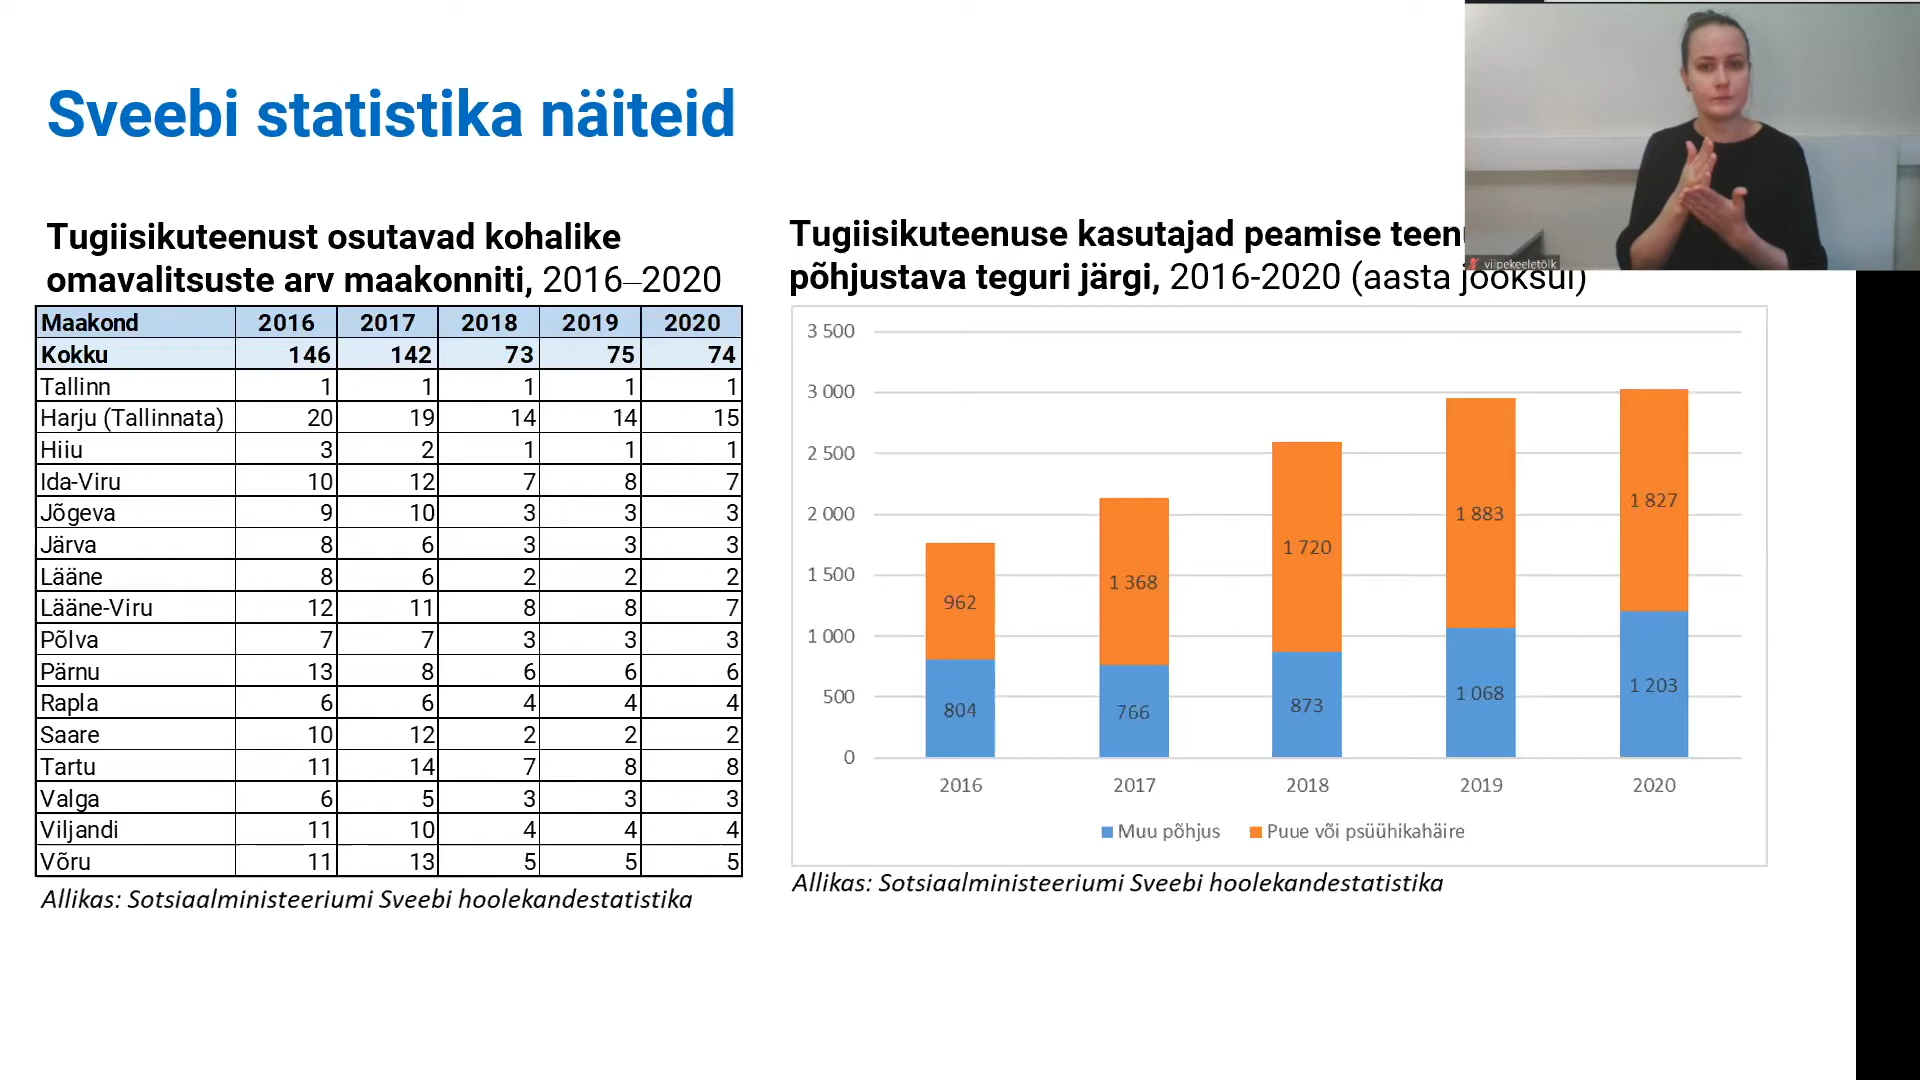 Sveebi statistika näiteid
Tugiisikuteenust osutavad kohalike
omavalitsuste arv maakonniti, 2016–2020
Maakond 2016 2017 2018 2019 2020
Kokku 146 142 73 75 74
Tallinn 1 1 1 1 1
Harju (Tallinnata) 20 19 14 14 15
Hiiu 3 2 1 1 1
Ida-Viru 10 12 7 8 7
Jõgeva 9 10 3 3 3
Järva 8 6 3 3 3
Lääne 8 6 2 2 2
Lääne-Viru 12 11 8 8 7
Põlva 7 7 3 3 3
Pärnu 13 8 6 6 6
Rapla 6 6 4 4 4
Saare 10 12 2 2 2
Tartu 11 14 7 8 8
Valga 6 5 3 3 3
Viljandi 11 10 4 4 4
Võru 11 13 5 5 5
Allikas: Sotsiaalministeeriumi Sveebi hoolekandestatistika
Tugiisikuteenuse kasutajad peamise
põhjustava teguri järgi, 2016-2020 (aasta jooksul)
3 500
3 000
2 500
2 000
1 500
1 000
500
0
962 1 368 1 720 1 883 1 827
804 766 873 1 068 1 203
2016 2017 2018 2019 2020
Muu põhjus Puue või psüühikahäire
Allikas: Sotsiaalministeeriumi Sveebi hoolekandestatistika
viipekeeletõlk